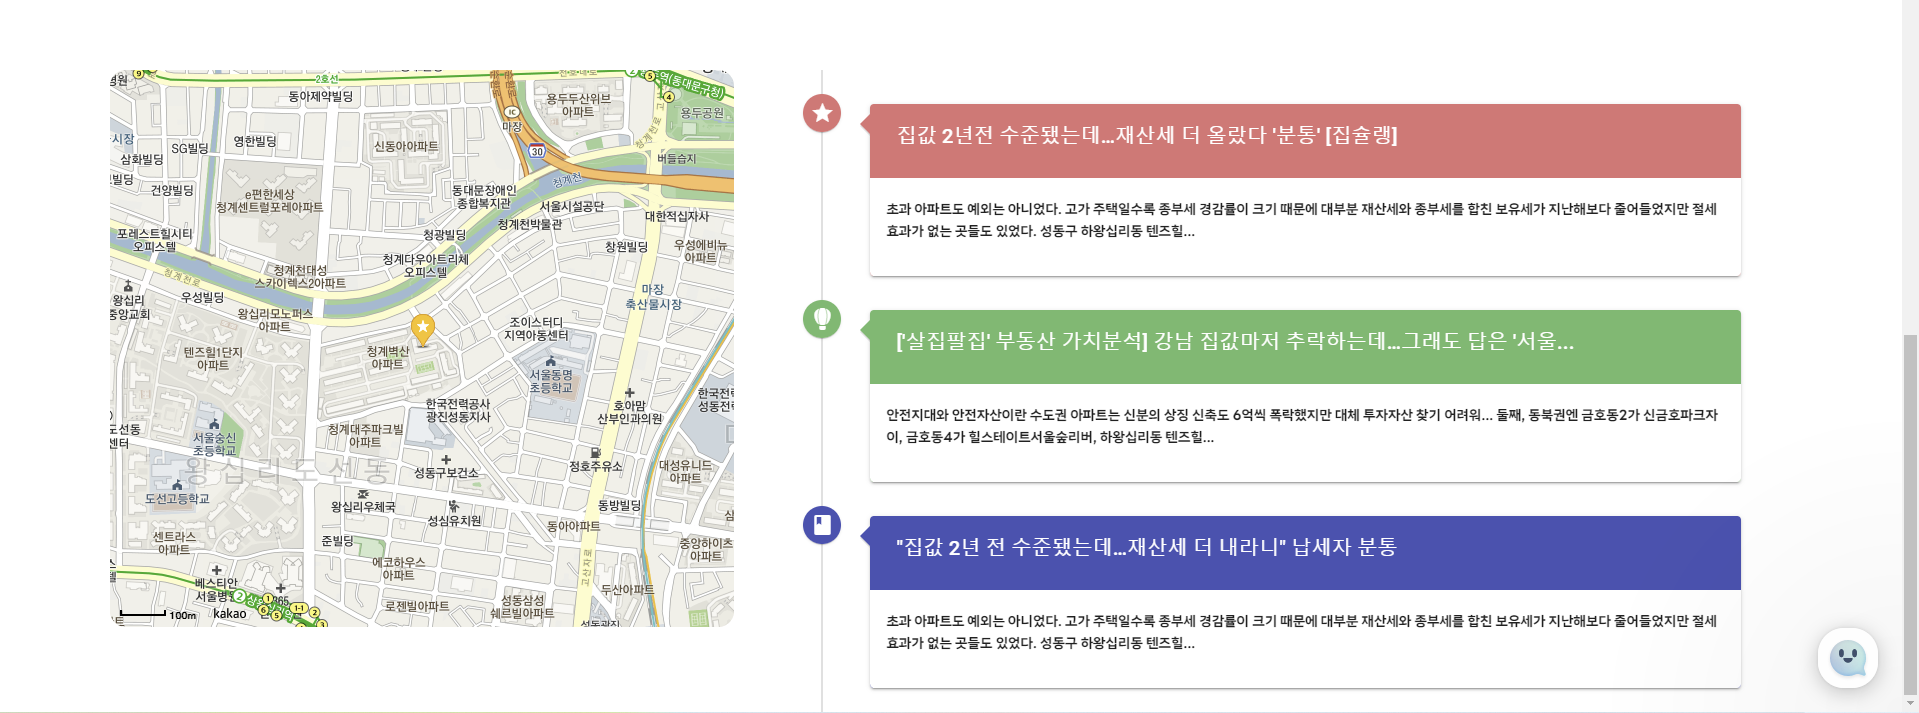 2호선
동아제약빌딩
용두두산위브
아파트
용두공원
IC
마장
30
영한빌딩
SG빌딩
삼화빌딩
신동아아파트
버들습지
건양빌딩
e편한세상
청계센트럴포레아파트
동대문장애인
종합복지관
청계천
서울시설공단
대한적십자사
청계천박물관
포레스트힐시티
오피스텔
청광빌딩
창원빌딩
우성에비뉴
아파트
청계다우아트리체
오피스텔
청계천로
청계천대성
스카이렉스2아파트
왕십리
중앙교회
우성빌딩
왕십리모노퍼스
아파트
마장
축산물시장
조이스터디
지역아동센터
텐즈힐1단지
아파트
청계벽산
아파트
서울동명
초등학교
한국전력공사
광진성동지사
호아맘
산부인과의원
한국전력
성동전
도선동
센터
서울숭신
초등학교
청계대주파크빌
아파트
왕십리도선동
성동구보건소
정호주유소
대성유니드
아파트
도선고등학교
왕십리우체국
성심유치원
동방빌딩
동아아파트
센트라스
아파트
준빌딩
중앙하이츠
아파트
에코하우스
아파트
고산자로
베스티안
서울병원
두산아파트
로젠빌아파트
성동삼성
쉐르빌아파트
100m
kakao
집값 2년전 수준됐는데…재산세 더 올랐다 '분통' [집슐랭]
초과 아파트도 예외는 아니었다. 고가 주택일수록 종부세 경감률이 크기 때문에 대부분 재산세와 종부세를 합친 보유세가 지난해보다 줄어들었지만 절세
효과가 없는 곳들도 있었다. 성동구 하왕십리동 텐즈힐...
['살집팔집' 부동산 가치분석] 강남 집값마저 추락하는데…그래도 답은 '서울...
안전지대와 안전자산이란 수도권 아파트는 신분의 상징 신축도 6억씩 폭락했지만 대체 투자자산 찾기 어려워... 둘째, 동북권엔 금호동2가 신금호파크자
이, 금호동4가 힐스테이트서울숲리버, 하왕십리동 텐즈힐...
"집값 2년 전 수준됐는데…재산세 더 내라니" 납세자 분통
초과 아파트도 예외는 아니었다. 고가 주택일수록 종부세 경감률이 크기 때문에 대부분 재산세와 종부세를 합친 보유세가 지난해보다 줄어들었지만 절세
효과가 없는 곳들도 있었다. 성동구 하왕십리동 텐즈힐...